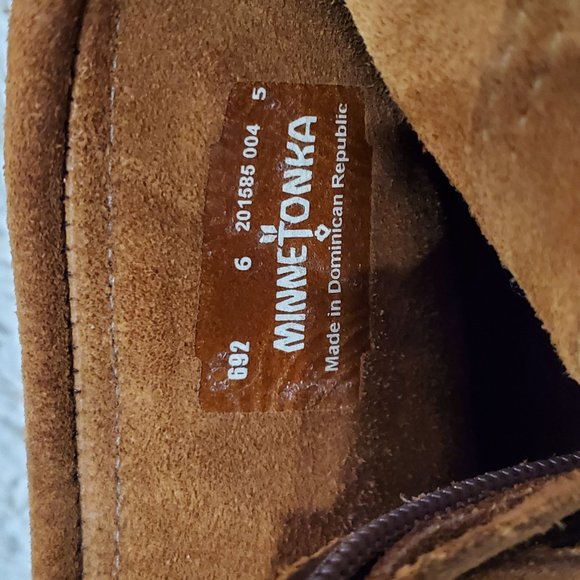 692 6 201585 004 5
MINNETONKA
Made in Dominican Republic